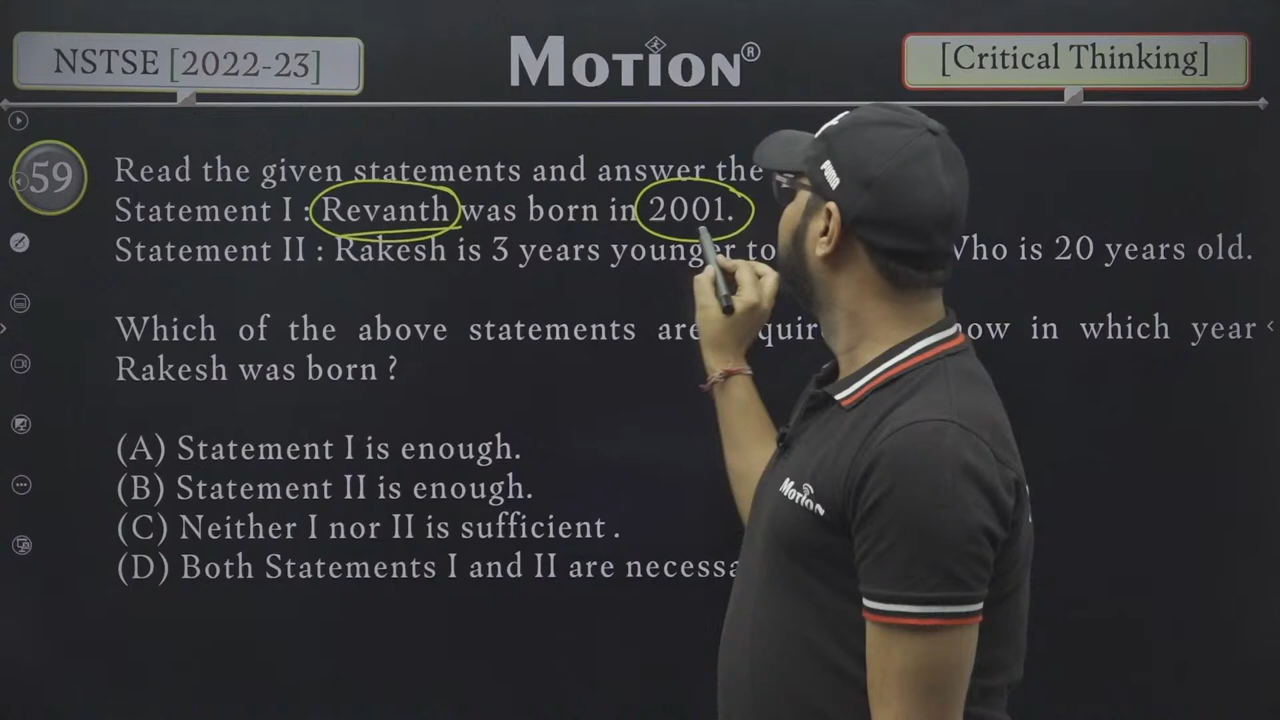 NSTSE [2022-23]
MOTION®
[Critical Thinking]
59
Read the given statements and answer the
Statement I : Revanth was born in 2001.
Statement II : Rakesh is 3 years younger to Who is 20 years old.
Which of the above statements are in which year
Rakesh was born ?
(A) Statement I is enough.
(B) Statement II is enough.
(C) Neither I nor II is sufficient .
(D) Both Statements I and II are
PUMA
MOTION